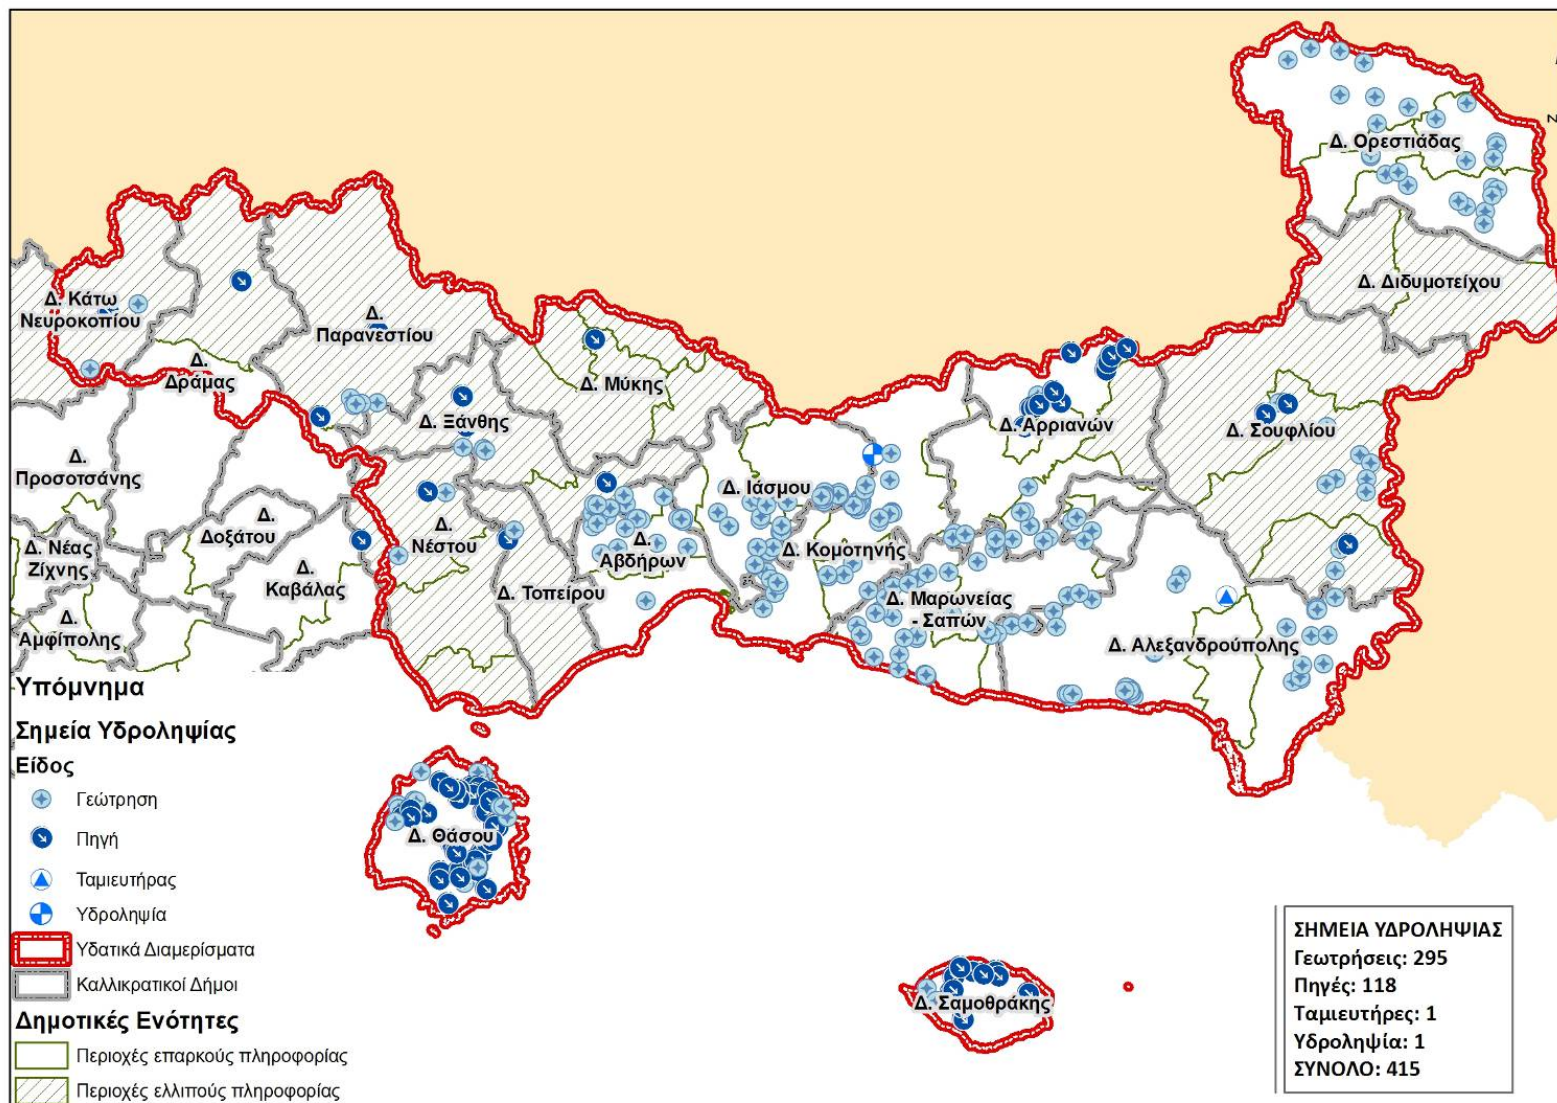 Δ. Ορεστιάδας
Z
Δ. Διδυμοτείχου
Δ. Κάτω
Νευροκοπίου
Δ.
Παρανεστίου
Δ.
Δράμας
Δ. Μύκης
Δ. Ξάνθης
Δ. Αρριανών
Δ. Σουφλίου
Δ.
Προσοτσάνης
Δ. Ιάσμου
Δ.
Δοξάτου
Δ.
Νέστου
Δ.
Αβδήρων
Δ. Κομοτηνής
Δ. Νέας
Ζίχνης
Δ.
Καβάλας
Δ. Τοπείρου
Δ. Μαρωνείας
- Σαπών
Δ.
Αμφίπολης
Δ. Αλεξανδρούπολης
Υπόμνημα
Σημεία Υδροληψίας
Είδος
Γεώτρηση
Πηγή
Ταμιευτήρας
Υδροληψία
Υδατικά Διαμερίσματα
Καλλικρατικοί Δήμοι
Δημοτικές Ενότητες
Περιοχές επαρκούς πληροφορίας
Περιοχές ελλιπούς πληροφορίας
Δ. Θάσου
Δ. Σαμοθράκης
ΣΗΜΕΙΑ ΥΔΡΟΛΗΨΙΑΣ
Γεωτρήσεις: 295
Πηγές: 118
Ταμιευτήρες: 1
Υδροληψία: 1
ΣΥΝΟΛΟ: 415